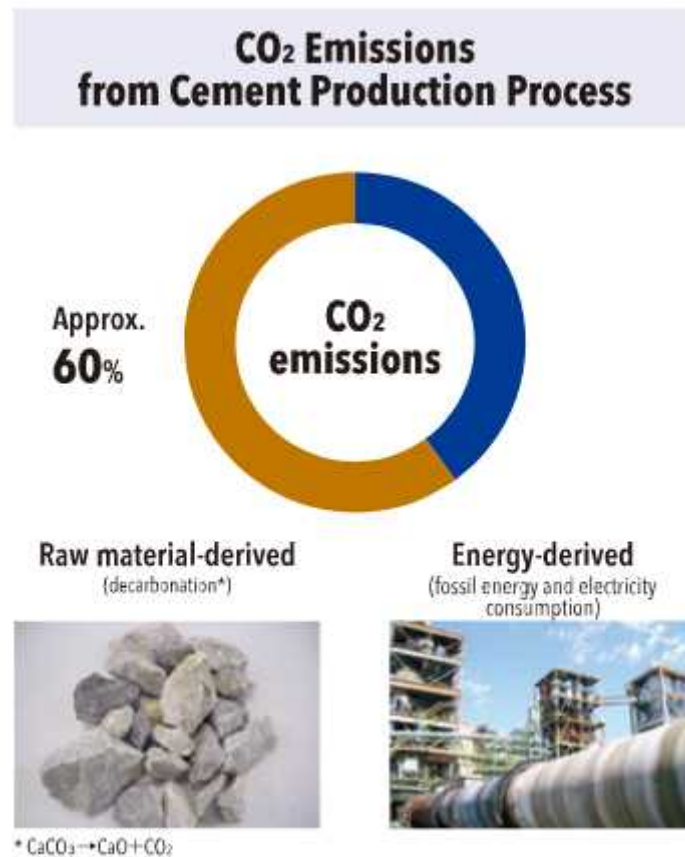 CO₂ Emissions
from Cement Production Process
Approx.
60%
CO₂
emissions
Raw material-derived
(decarbonation*)
Energy-derived
(fossil energy and electricity
consumption)
* CaCO₃→CaO+CO₂